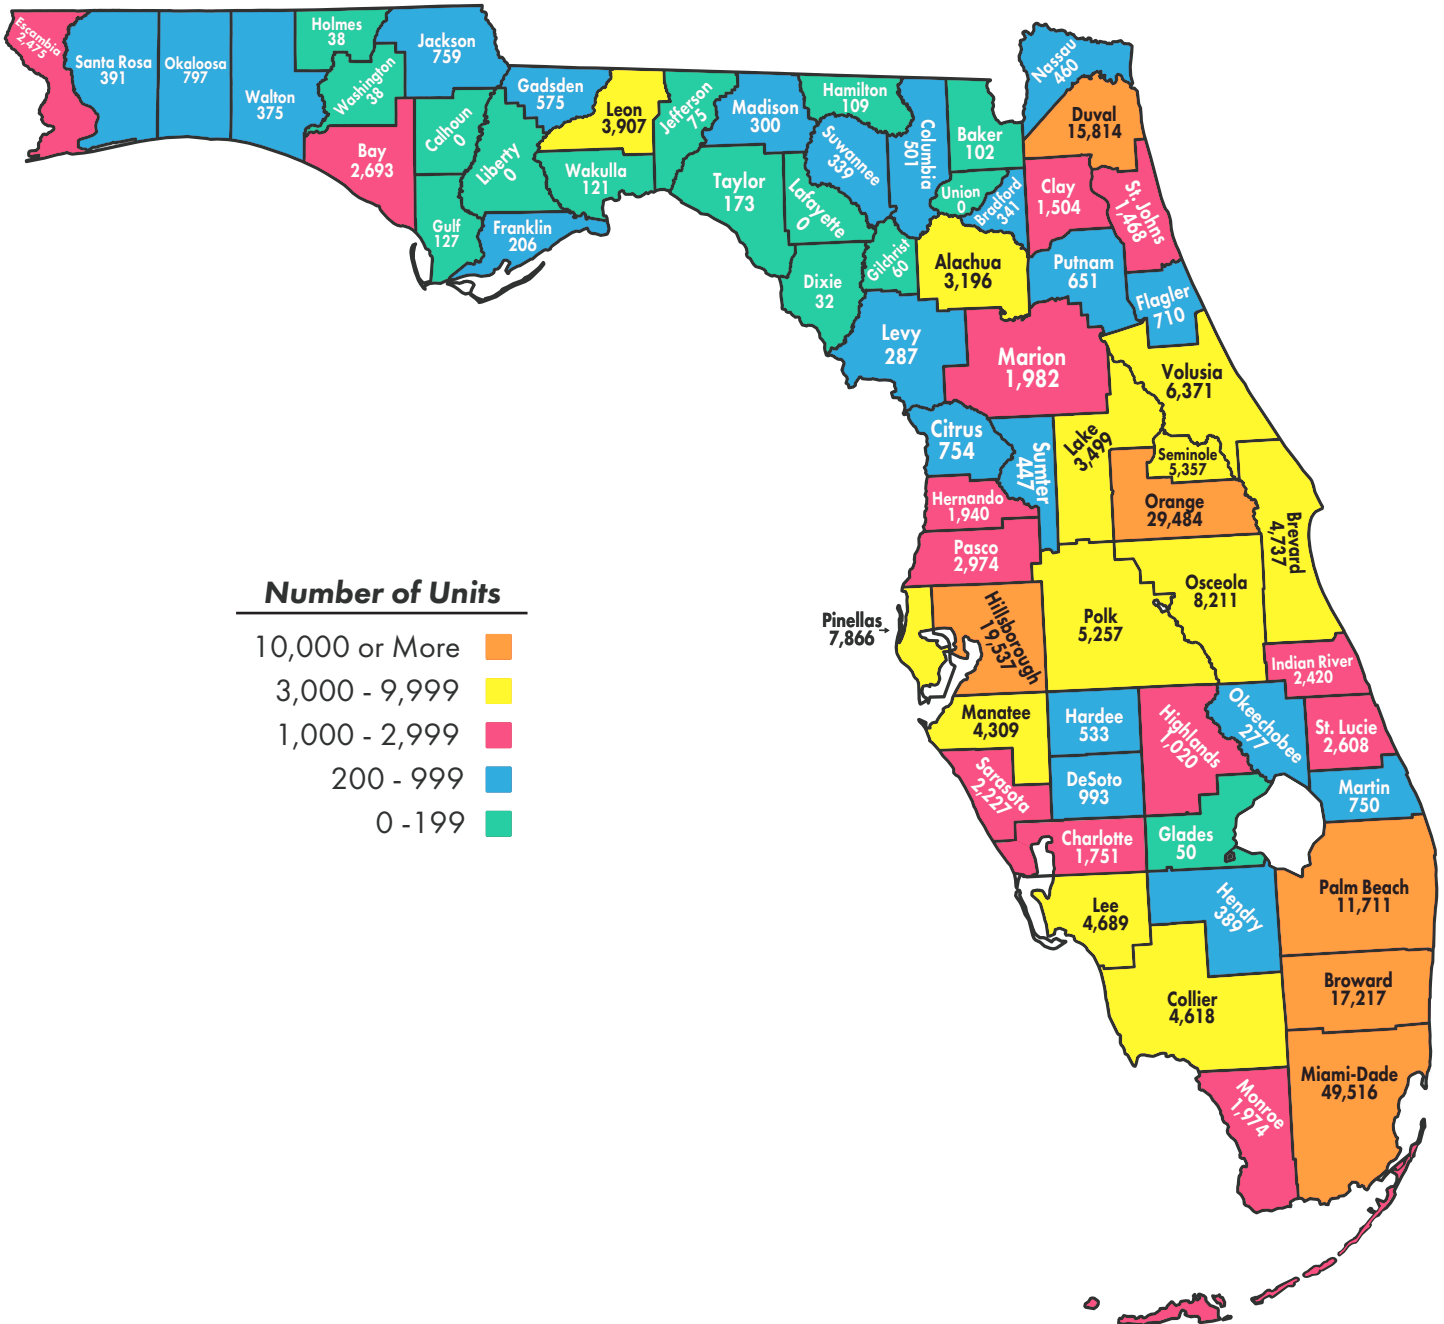 Escambia
2,475
Santa Rosa
391
Okaloosa
797
Walton
375
Holmes
38
Washington
38
Jackson
759
Bay
2,693
Calhoun
0
Gulf
127
Liberty
0
Gadsden
575
Franklin
206
Leon
3,907
Wakulla
121
Jefferson
75
Madison
300
Taylor
173
Hamilton
109
Suwannee
339
Lafayette
0
Dixie
32
Columbia
501
Gilchrist
60
Baker
102
Union
0
Bradford
341
Alachua
3,196
Levy
287
Nassau
460
Duval
15,814
Clay
1,504
St. Johns
1,468
Putnam
651
Flagler
710
Marion
1,982
Volusia
6,371
Citrus
754
Sumter
447
Lake
3,499
Seminole
5,357
Hernando
1,940
Orange
29,484
Brevard
4,737
Pasco
2,974
Number of Units
10,000 or More
3,000 - 9,999
1,000 - 2,999
200 - 999
0 -199
Pinellas
7,866
Hillsborough
19,537
Polk
5,257
Osceola
8,211
Indian River
2,420
Manatee
4,309
Hardee
533
Highlands
1,020
Okeechobee
277
St. Lucie
2,608
Sarasota
2,227
DeSoto
993
Martin
750
Charlotte
1,751
Glades
50
Lee
4,689
Hendry
389
Palm Beach
11,711
Collier
4,618
Broward
17,217
Miami-Dade
49,516
Monroe
1,974